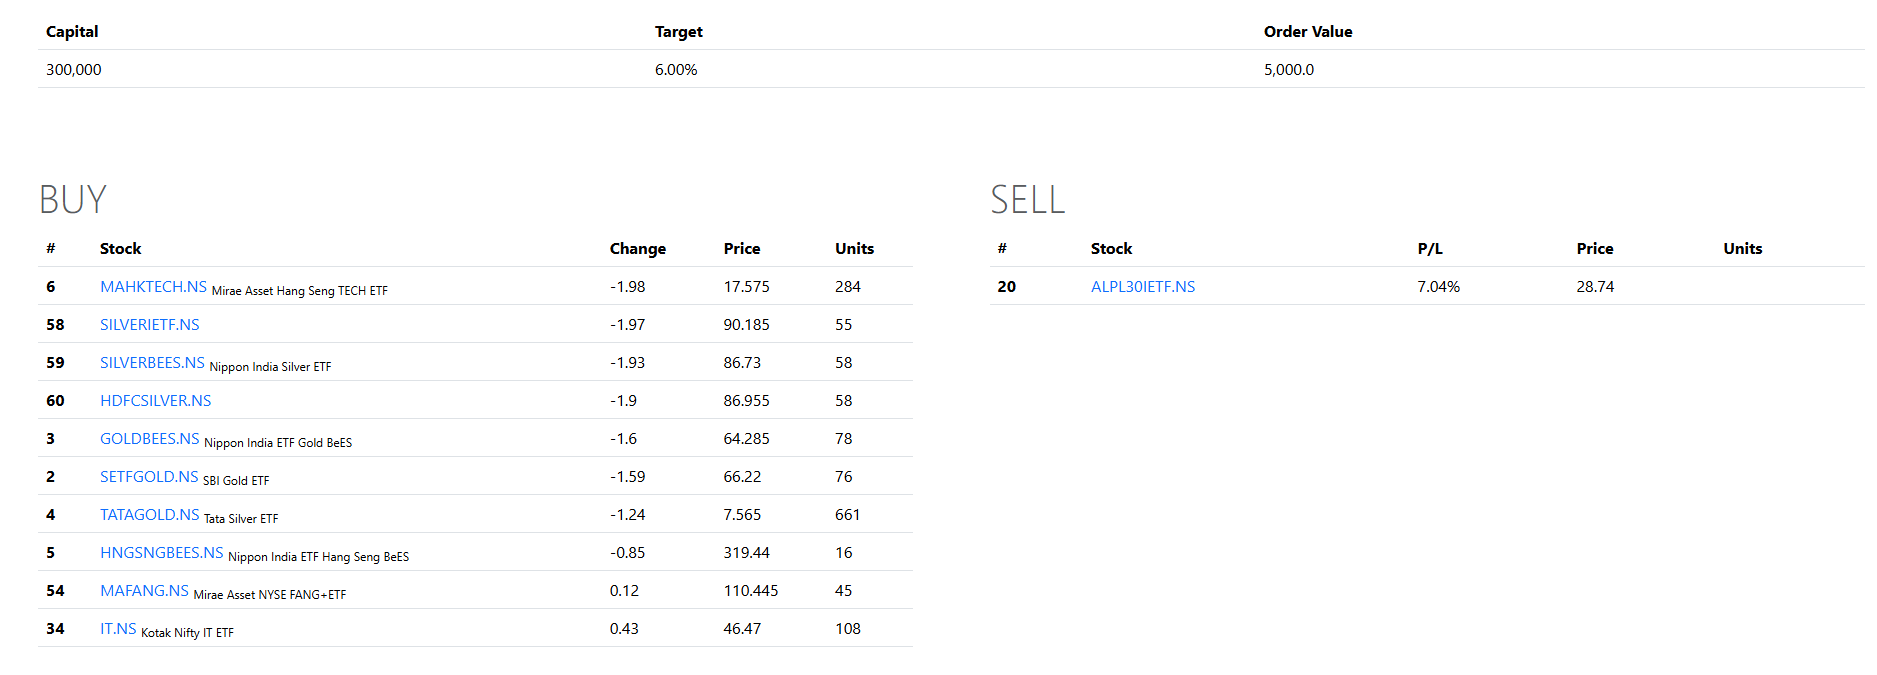 Capital Target Order Value
300,000 6.00% 5,000.0
BUY
# Stock Change Price Units
6 MAHKTECH.NS Mirae Asset Hang Seng TECH ETF -1.98 17.575 284
58 SILVERIETF.NS -1.97 90.185 55
59 SILVERBEES.NS Nippon India Silver ETF -1.93 86.73 58
60 HDFCSILVER.NS -1.9 86.955 58
3 GOLDBEES.NS Nippon India ETF Gold BeES -1.6 64.285 78
2 SETFGOLD.NS SBI Gold ETF -1.59 66.22 76
4 TATAGOLD.NS Tata Silver ETF -1.24 7.565 661
5 HNGSNGBEES.NS Nippon India ETF Hang Seng BeES -0.85 319.44 16
54 MAFANG.NS Mirae Asset NYSE FANG+ETF 0.12 110.445 45
34 IT.NS Kotak Nifty IT ETF 0.43 46.47 108
SELL
# Stock P/L Price Units
20 ALPL30IETF.NS 7.04% 28.74